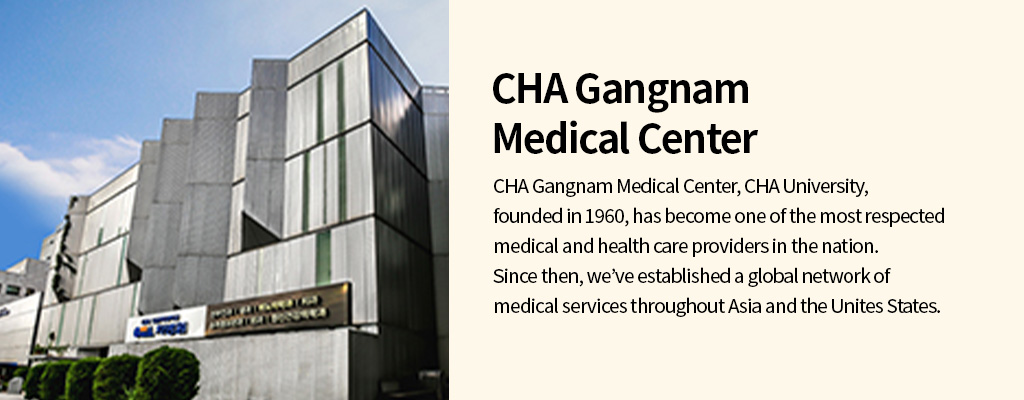 CHA Gangnam
Medical Center
CHA Gangnam Medical Center, CHA University,
founded in 1960, has become one of the most respected
medical and health care providers in the nation.
Since then, we’ve established a global network of
medical services throughout Asia and the Unites States.